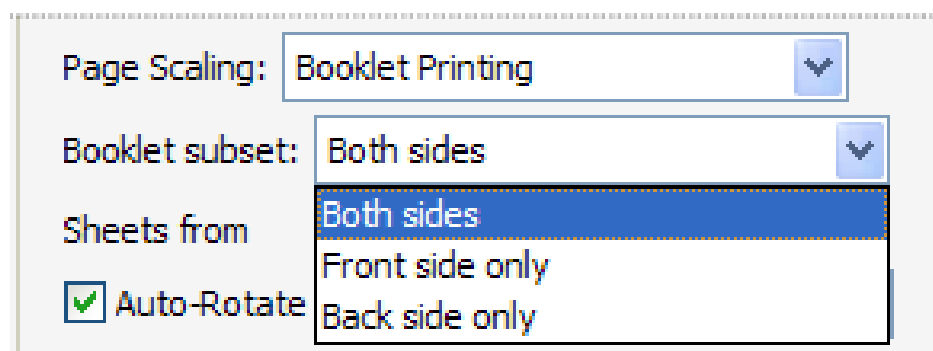 Page Scaling: Booklet Printing
Booklet subset: Both sides
Both sides
Sheets from
Front side only
Auto-Rotate
Back side only